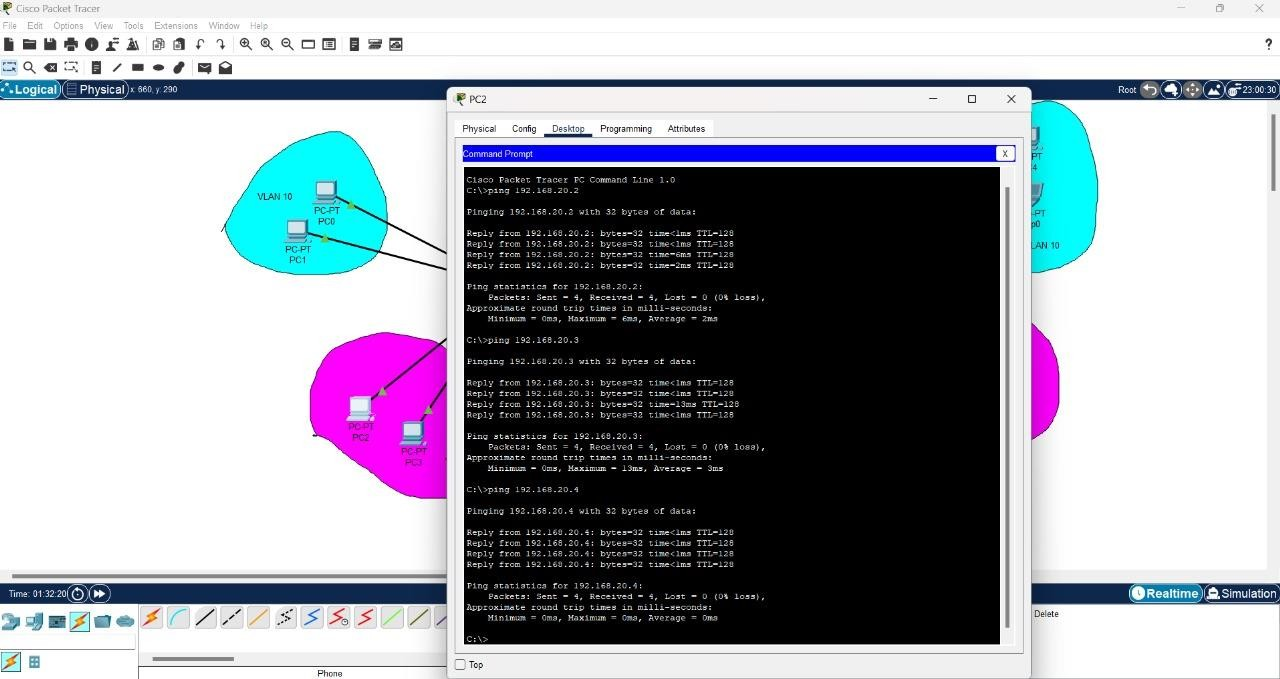 Cisco Packet Tracer
File Edit Options View Tools Extensions Window Help
Logical Physical x: 660, y: 290
Root 23:00:30
VLAN 10
PC-PT
PC0
PC-PT
PC1
PC-PT
PC2
PC-PT
PC3
PC2
Physical Config Desktop Programming Attributes
Command Prompt X
Cisco Packet Tracer PC Command Line 1.0
C:\>ping 192.168.20.2
Pinging 192.168.20.2 with 32 bytes of data:
Reply from 192.168.20.2: bytes=32 time<1ms TTL=128
Reply from 192.168.20.2: bytes=32 time<1ms TTL=128
Reply from 192.168.20.2: bytes=32 time=6ms TTL=128
Reply from 192.168.20.2: bytes=32 time=2ms TTL=128
Ping statistics for 192.168.20.2:
Packets: Sent = 4, Received = 4, Lost = 0 (0% loss),
Approximate round trip times in milli-seconds:
Minimum = 0ms, Maximum = 6ms, Average = 2ms
C:\>ping 192.168.20.3
Pinging 192.168.20.3 with 32 bytes of data:
Reply from 192.168.20.3: bytes=32 time<1ms TTL=128
Reply from 192.168.20.3: bytes=32 time<1ms TTL=128
Reply from 192.168.20.3: bytes=32 time=13ms TTL=128
Reply from 192.168.20.3: bytes=32 time<1ms TTL=128
Ping statistics for 192.168.20.3:
Packets: Sent = 4, Received = 4, Lost = 0 (0% loss),
Approximate round trip times in milli-seconds:
Minimum = 0ms, Maximum = 13ms, Average = 3ms
C:\>ping 192.168.20.4
Pinging 192.168.20.4 with 32 bytes of data:
Reply from 192.168.20.4: bytes=32 time<1ms TTL=128
Reply from 192.168.20.4: bytes=32 time<1ms TTL=128
Reply from 192.168.20.4: bytes=32 time<1ms TTL=128
Reply from 192.168.20.4: bytes=32 time<1ms TTL=128
Ping statistics for 192.168.20.4:
Packets: Sent = 4, Received = 4, Lost = 0 (0% loss),
Approximate round trip times in milli-seconds:
Minimum = 0ms, Maximum = 0ms, Average = 0ms
C:\>
Top
PT
4
-PT
p0
LAN 10
Time: 01:32:20
Realtime Simulation
Delete
Phone